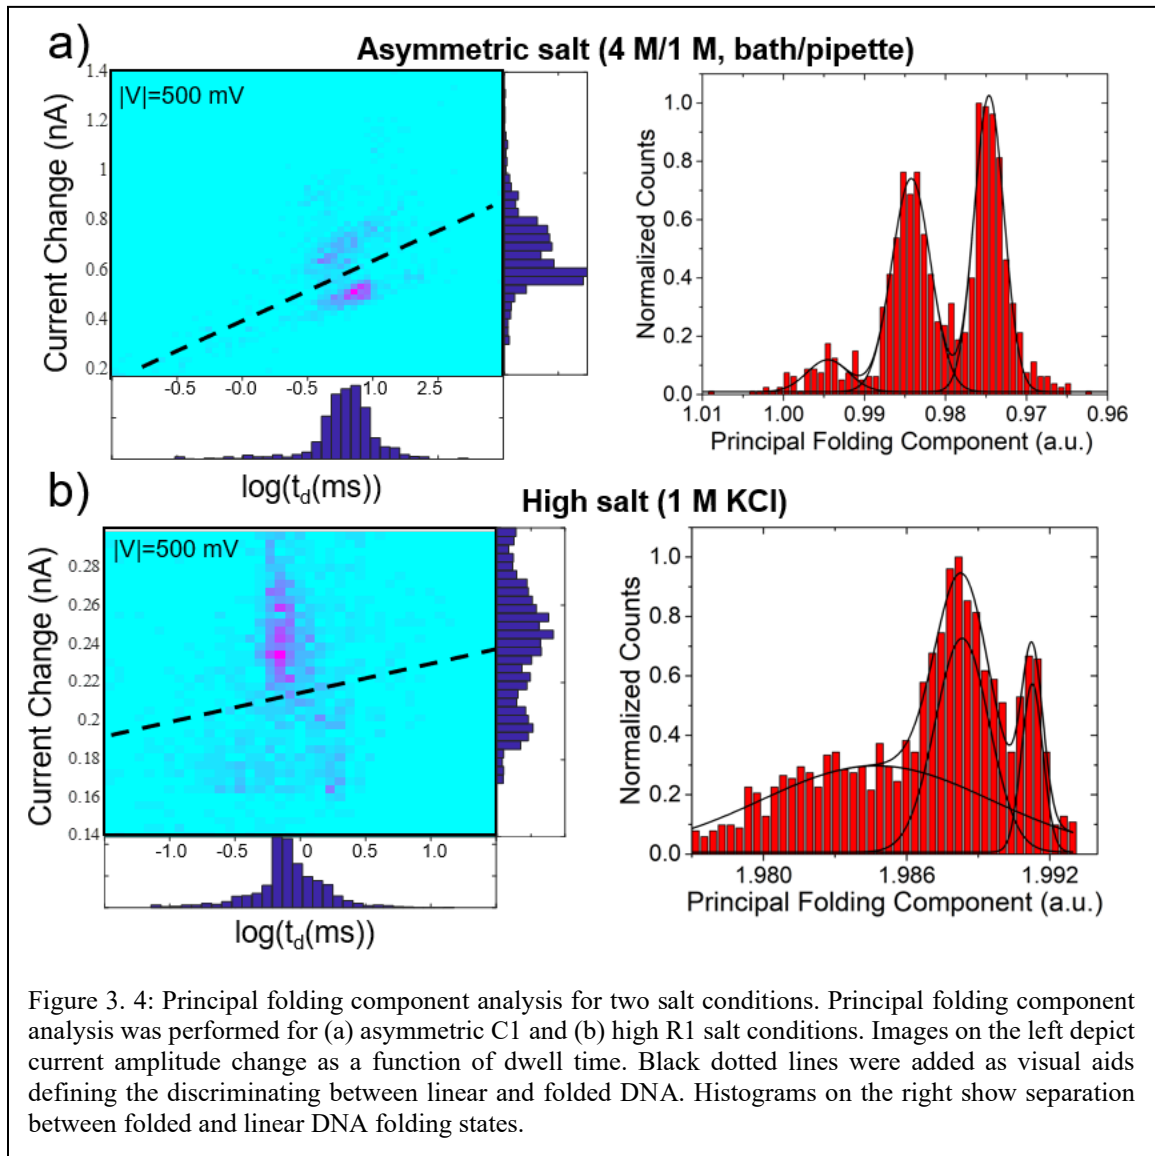 a)
Asymmetric salt (4 M/1 M, bath/pipette)
|V|=500 mV
Current Change (nA)
1.4
1.2
1
0.8
0.6
0.4
0.2
-0.5 -0.0 -0.5 1.0 2.5
log(td(ms))
Normalized Counts
1.0
0.8
0.6
0.4
0.2
0.0
1.01 1.00 0.99 0.98 0.97 0.96
Principal Folding Component (a.u.)
b)
High salt (1 M KCl)
|V|=500 mV
Current Change (nA)
0.28
0.26
0.24
0.22
0.2
0.18
0.16
0.14
-1.0 -0.5 0 0.5 1.0
log(td(ms))
Normalized Counts
1.0
0.8
0.6
0.4
0.2
0.0
1.980 1.986 1.992
Principal Folding Component (a.u.)
Figure 3. 4: Principal folding component analysis for two salt conditions. Principal folding component
analysis was performed for (a) asymmetric C1 and (b) high R1 salt conditions. Images on the left depict
current amplitude change as a function of dwell time. Black dotted lines were added as visual aids
defining the discriminating between linear and folded DNA. Histograms on the right show separation
between folded and linear DNA folding states.